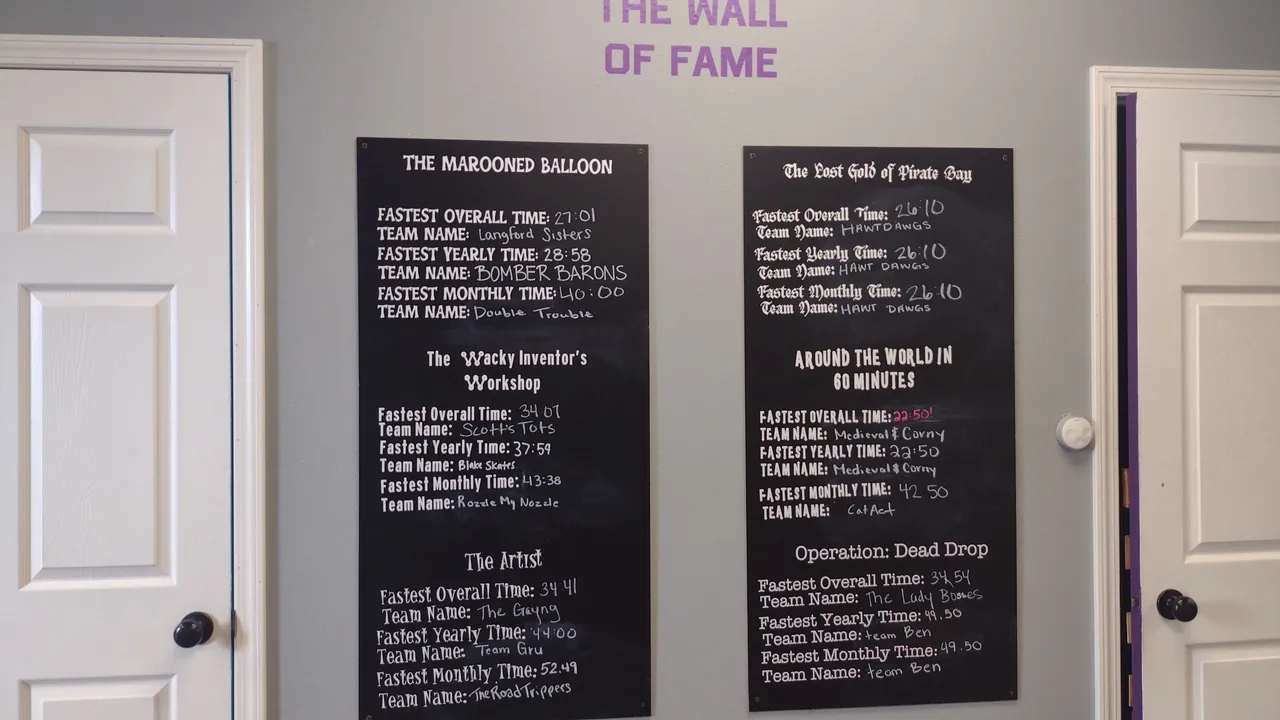 THE WALL
OF FAME
THE MAROONED BALLOON
FASTEST OVERALL TIME: 27:01
TEAM NAME: Langford Sisters
FASTEST YEARLY TIME: 28:58
TEAM NAME: BOMBER BARONS
FASTEST MONTHLY TIME: 40:00
TEAM NAME: Double Trouble
The Wacky Inventor's
Workshop
Fastest Overall Time: 34 07
Team Name: Scott's Tots
Fastest Yearly Time: 37:59
Team Name: Blake Skates
Fastest Monthly Time: 43:38
Team Name: Rozzle My Nozzle
The Artist
Fastest Overall Time: 34 41
Team Name: The Gayng
Fastest Yearly Time: 44:00
Team Name: Team Gru
Fastest Monthly Time: 52.49
Team Name: The Road Trippers
The Lost Gold of Pirate Bay
Fastest Overall Time: 26:10
Team Name: HAWT DAWGS
Fastest Yearly Time: 26:10
Team Name: HAWT DAWGS
Fastest Monthly Time: 26:10
Team Name: HAWT DAWGS
AROUND THE WORLD IN
60 MINUTES
FASTEST OVERALL TIME: 22:50!
TEAM NAME: Medieval & Corny
FASTEST YEARLY TIME: 22:50
TEAM NAME: Medieval & Corny
FASTEST MONTHLY TIME: 42 50
TEAM NAME: Cat Act
Operation: Dead Drop
Fastest Overall Time: 34 54
Team Name: The Lady Bosses
Fastest Yearly Time: 49.50
Team Name: team Ben
Fastest Monthly Time: 49.50
Team Name: team Ben